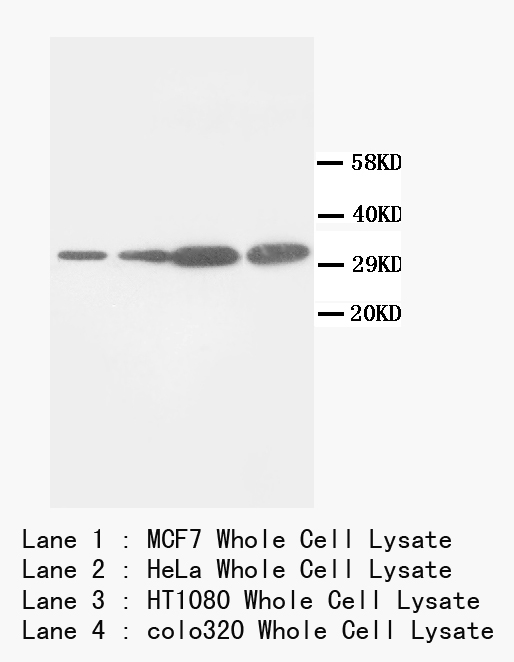 58KD
40KD
29KD
20KD
Lane 1 : MCF7 Whole Cell Lysate
Lane 2 : HeLa Whole Cell Lysate
Lane 3 : HT1080 Whole Cell Lysate
Lane 4 : colo320 Whole Cell Lysate